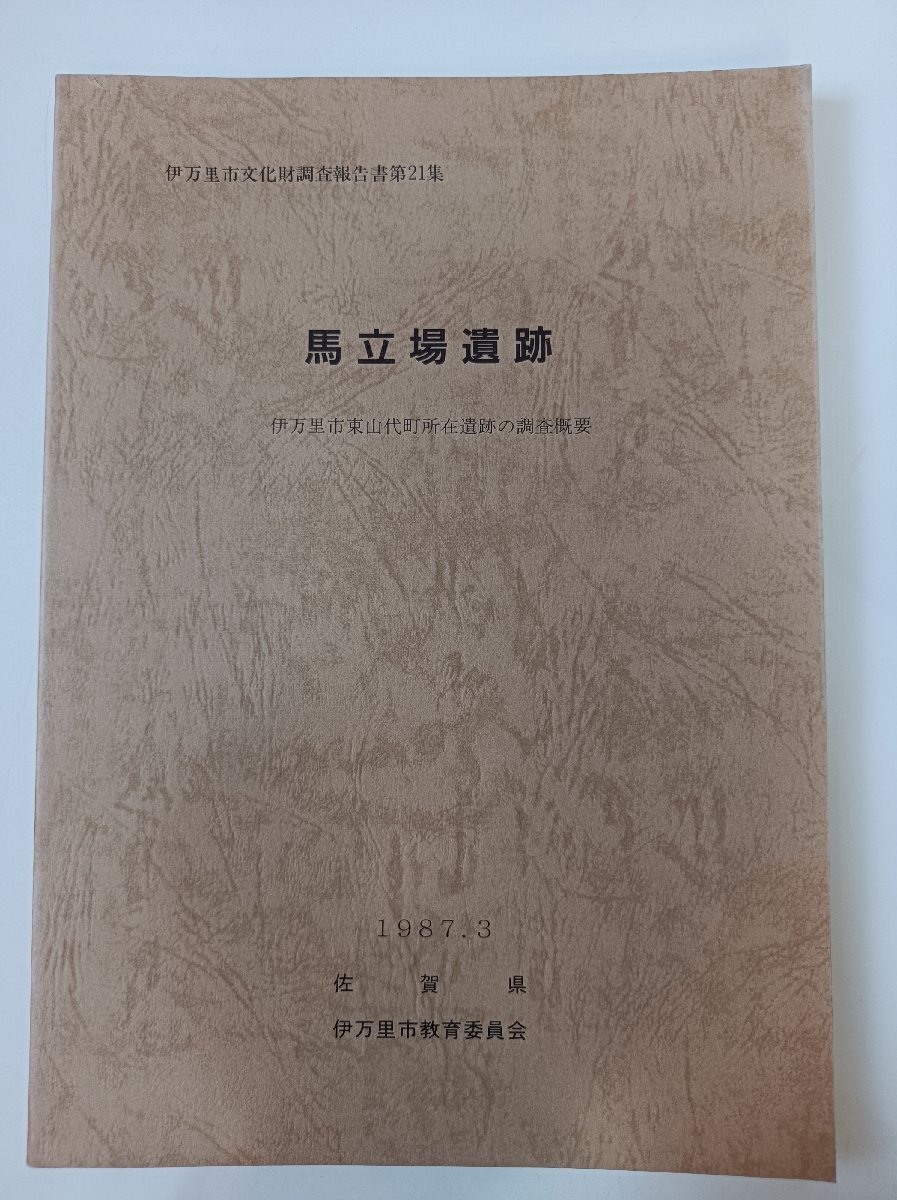 伊万里市文化財調査報告書第21集
馬立場遺跡
伊万里市東山代町所在遺跡の調査概要
1987.3
佐賀県
伊万里市教育委員会